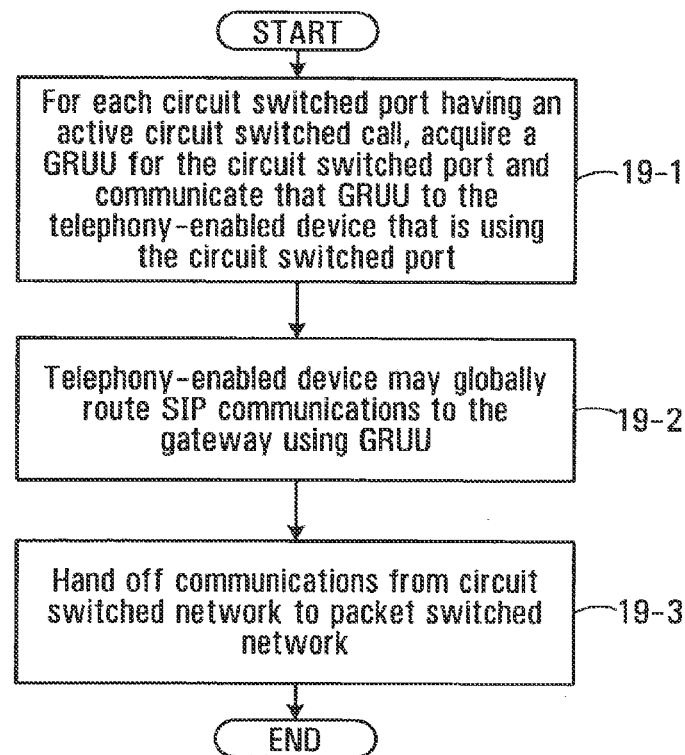 START
For each circuit switched port having an
active circuit switched call, acquire a
GRUU for the circuit switched port and
communicate that GRUU to the
telephony-enabled device that is using
the circuit switched port
19-1
Telephony-enabled device may globally
route SIP communications to the
gateway using GRUU
19-2
Hand off communications from circuit
switched network to packet switched
network
19-3
END